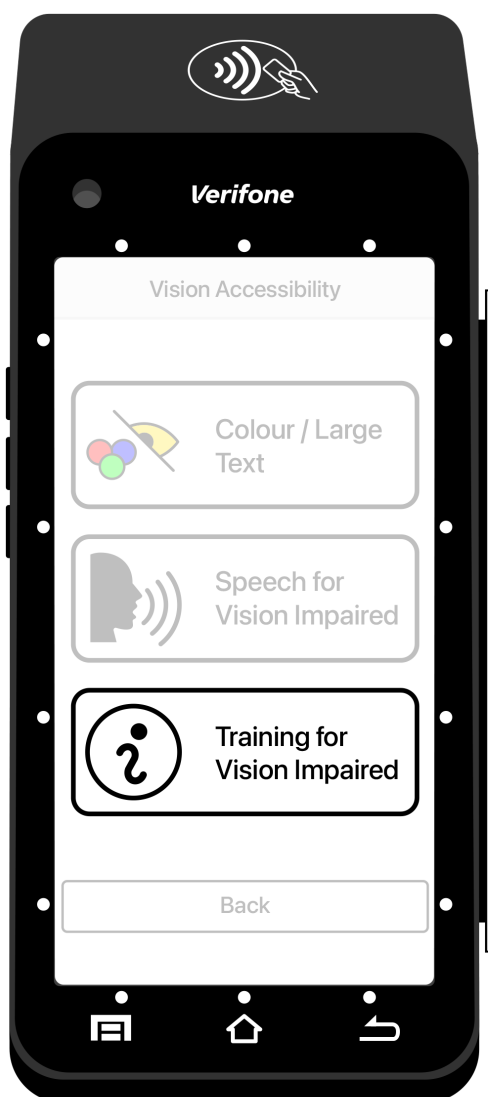 Verifone
Vision Accessibility
Colour / Large
Text
Speech for
Vision Impaired
Training for
Vision Impaired
Back